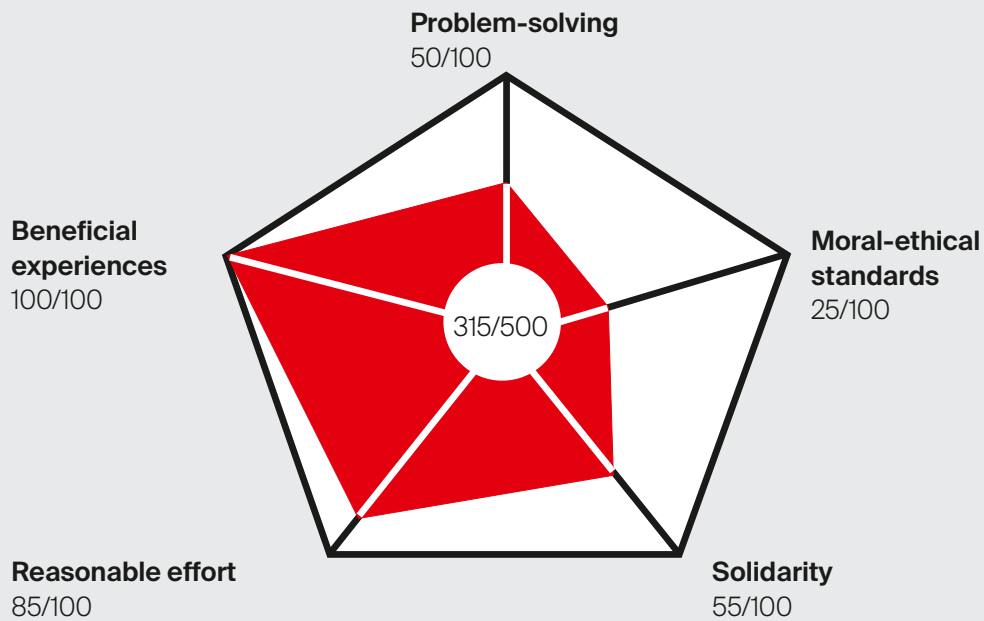 Problem-solving
50/100
Beneficial
experiences
100/100
Moral-ethical
standards
25/100
315/500
Reasonable effort
85/100
Solidarity
55/100